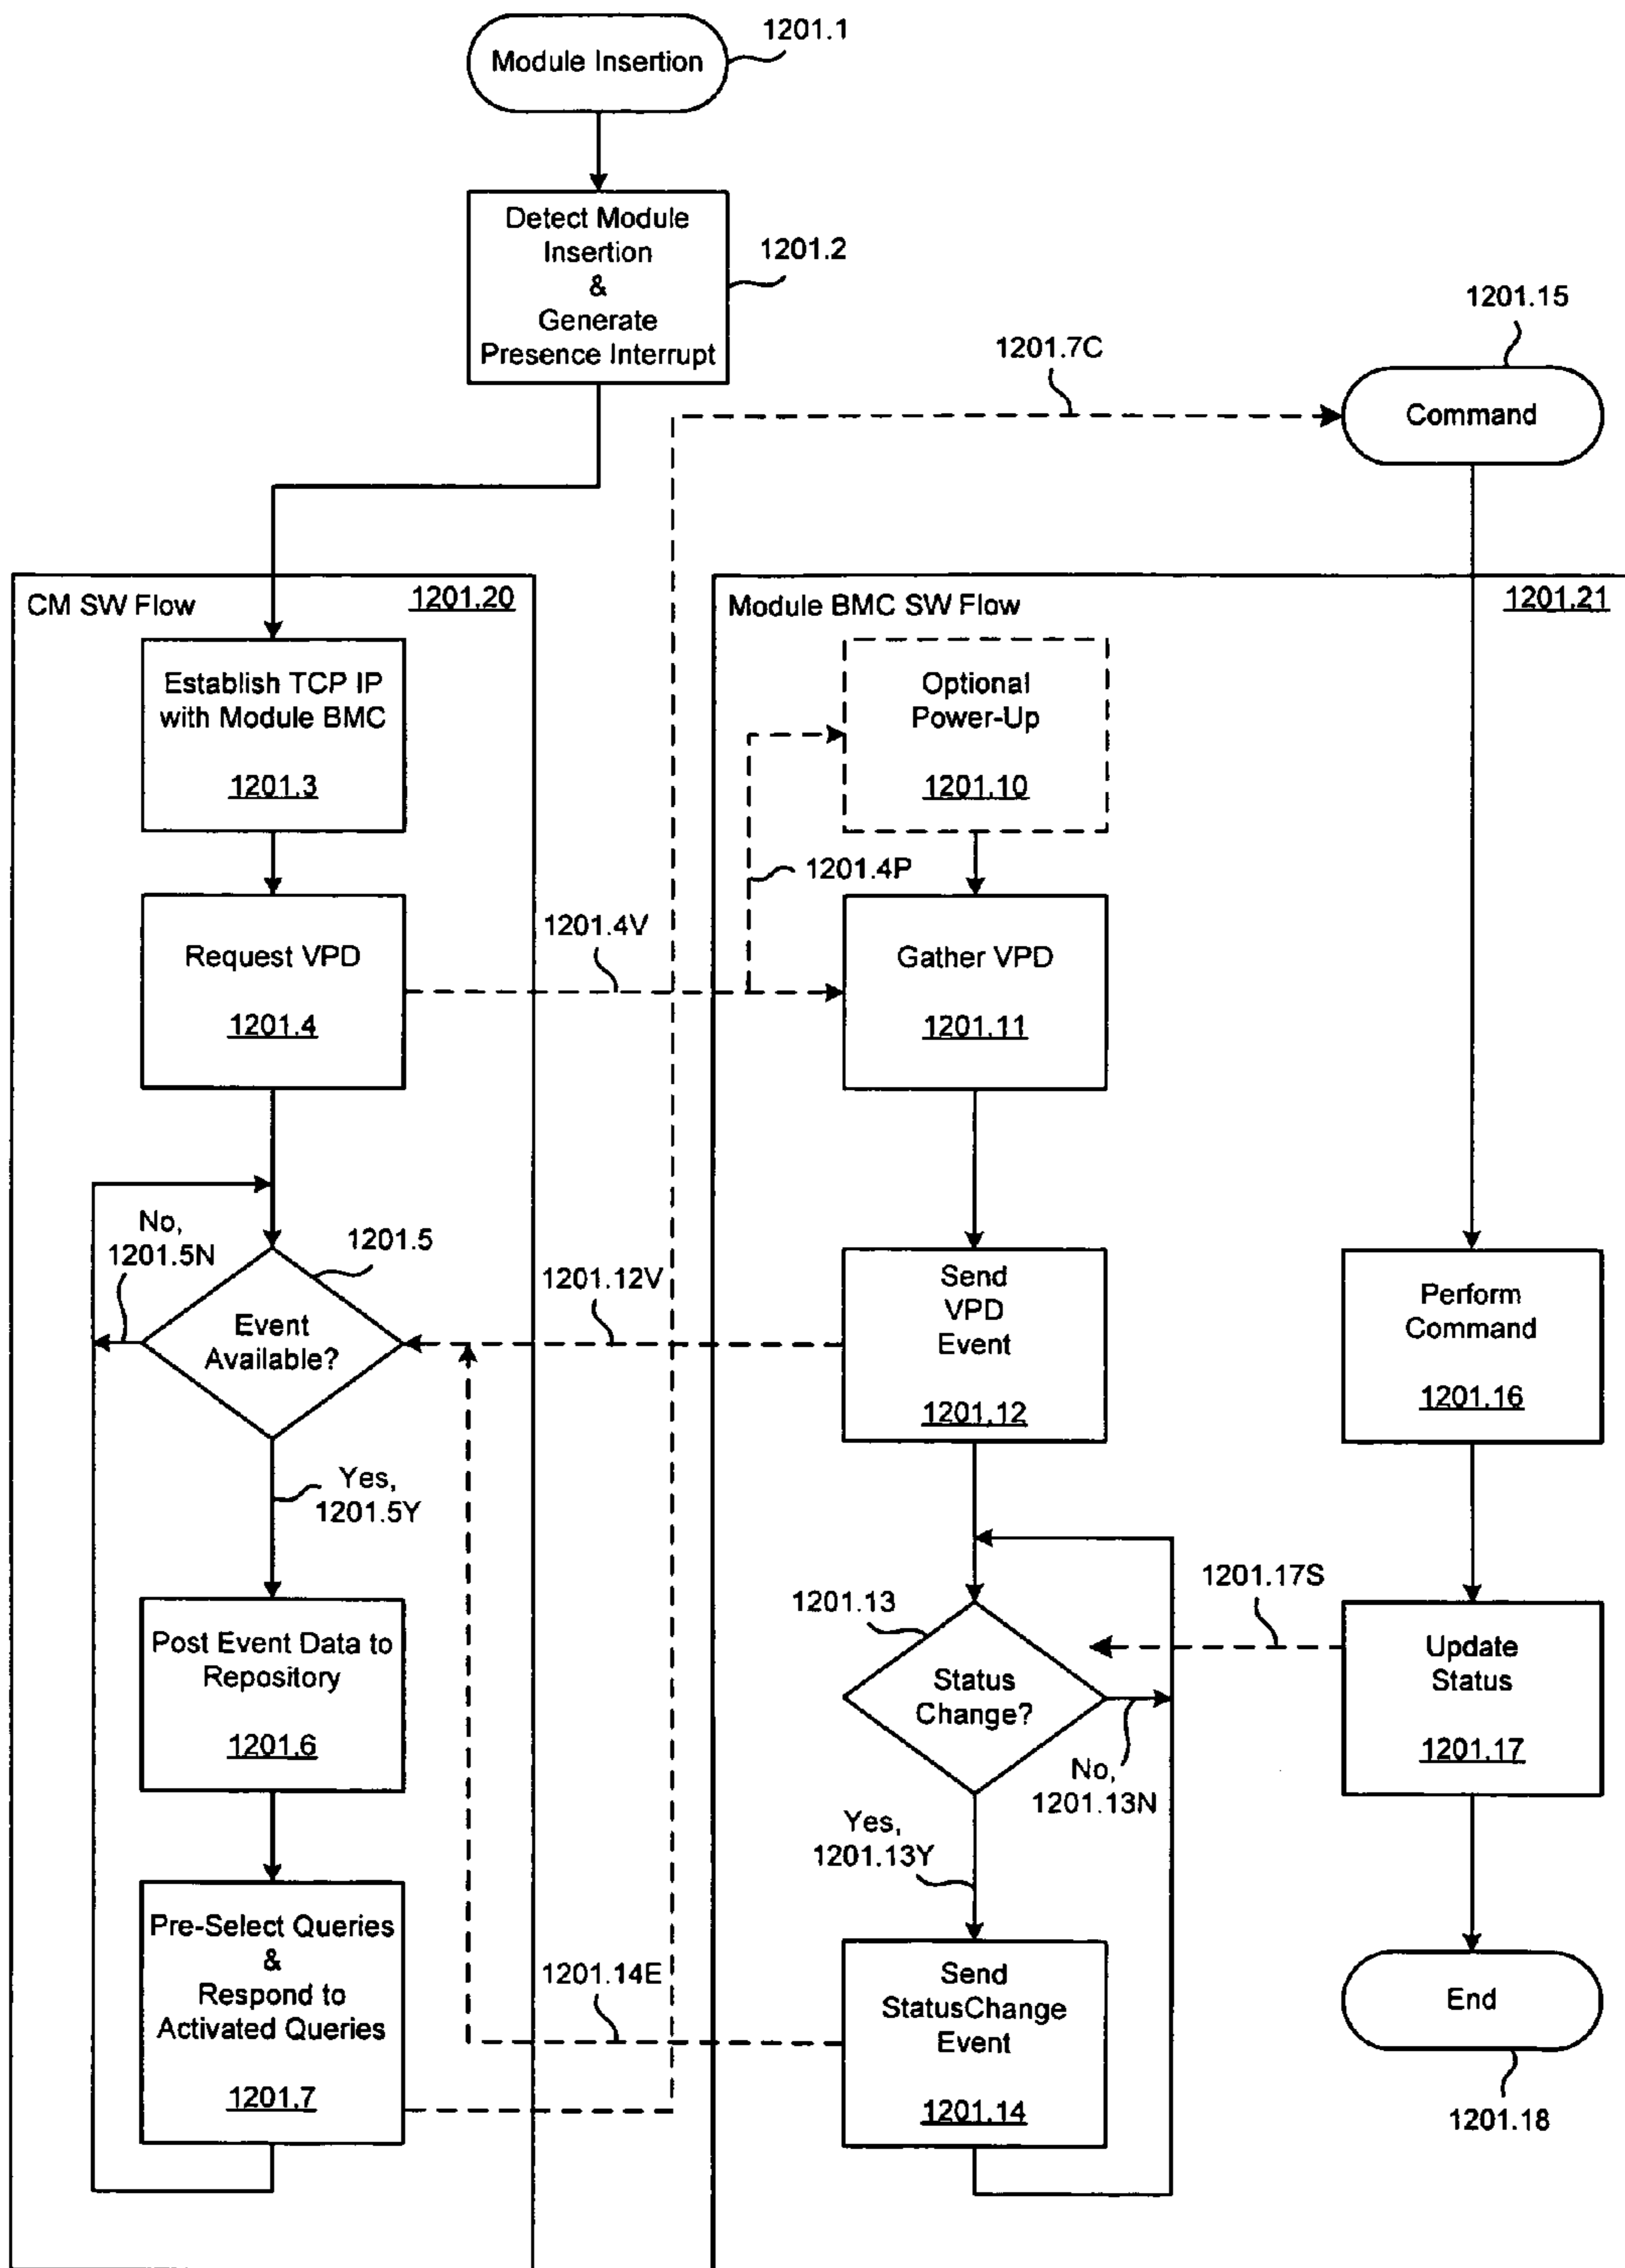 1201.1
Module Insertion
Detect Module
Insertion
&
Generate
Presence Interrupt
1201.2
1201.15
1201.7C
Command
CM SW Flow
1201.20
Module BMC SW Flow
1201.21
Establish TCP IP
with Module BMC
1201.3
Optional
Power-Up
1201.10
1201.4P
1201.4V
Request VPD
1201.4
Gather VPD
1201.11
No,
1201.5N
1201.5
Event
Available?
1201.12V
Send
VPD
Event
1201.12
Perform
Command
1201.16
Yes,
1201.5Y
1201.17S
1201.13
Status
Change?
Update
Status
1201.17
Post Event Data to
Repository
1201.6
No,
1201.13N
Yes,
1201.13Y
Pre-Select Queries
&
Respond to
Activated Queries
1201.7
1201.14E
Send
StatusChange
Event
1201.14
End
1201.18